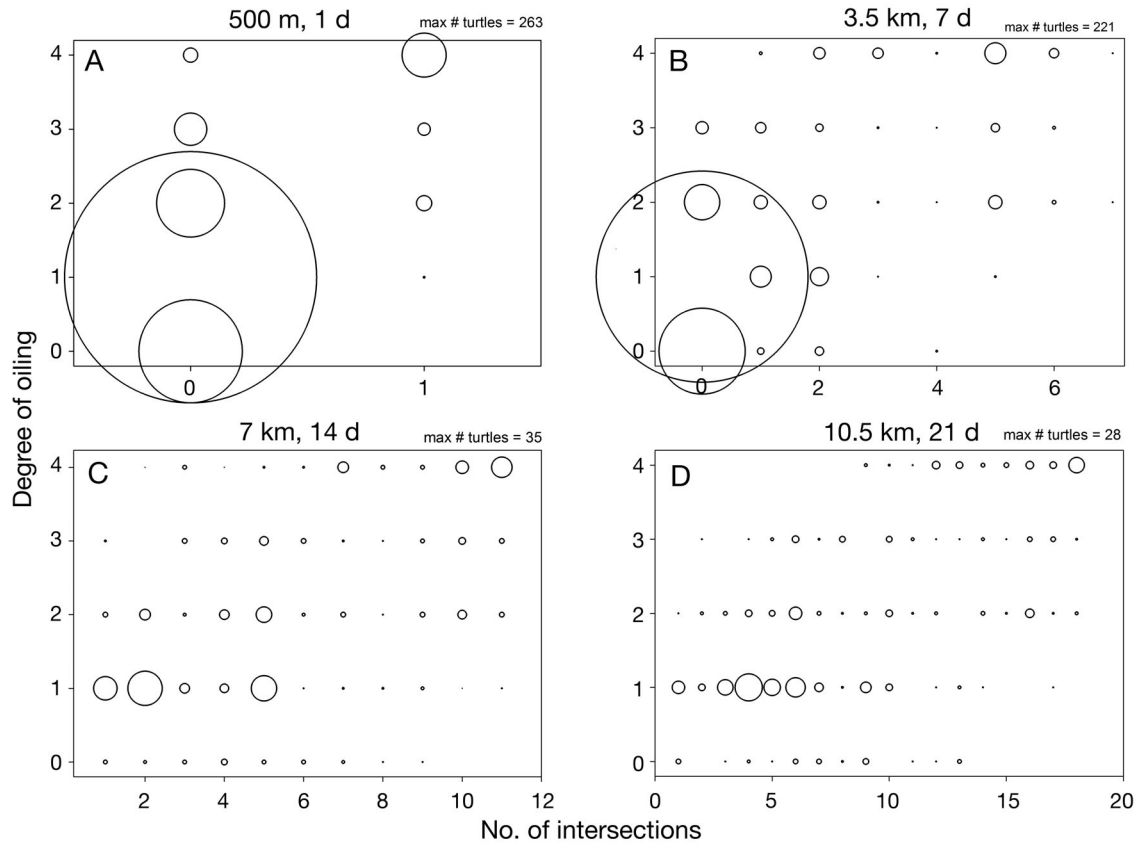 500 m, 1 d
max # turtles = 263
3.5 km, 7 d
max # turtles = 221
A
B
4
3
2
1
0
0
1
4
3
2
1
0
0
2
4
6
7 km, 14 d
max # turtles = 35
10.5 km, 21 d
max # turtles = 28
C
D
4
3
2
1
0
2
4
6
8
10
12
4
3
2
1
0
0
5
10
15
20
Degree of oiling
No. of intersections